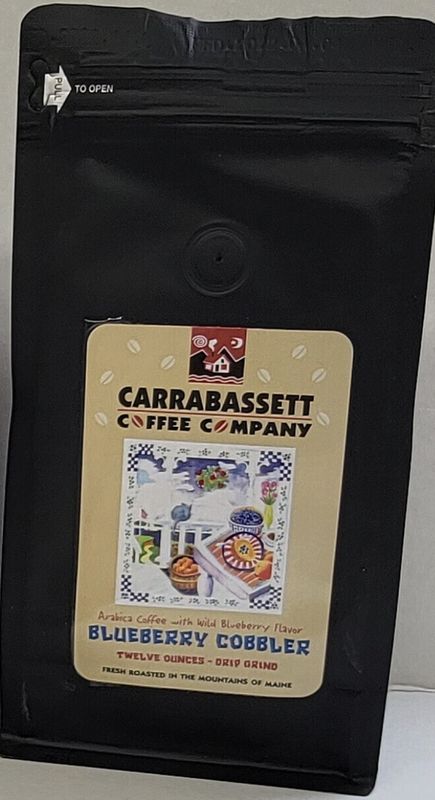 PULL
TO OPEN
CARRABASSETT
COFFEE COMPANY
Arabica Coffee with Wild Blueberry Flavor
BLUEBERRY COBBLER
TWELVE OUNCES - DRIP GRIND
FRESH ROASTED IN THE MOUNTAINS OF MAINE